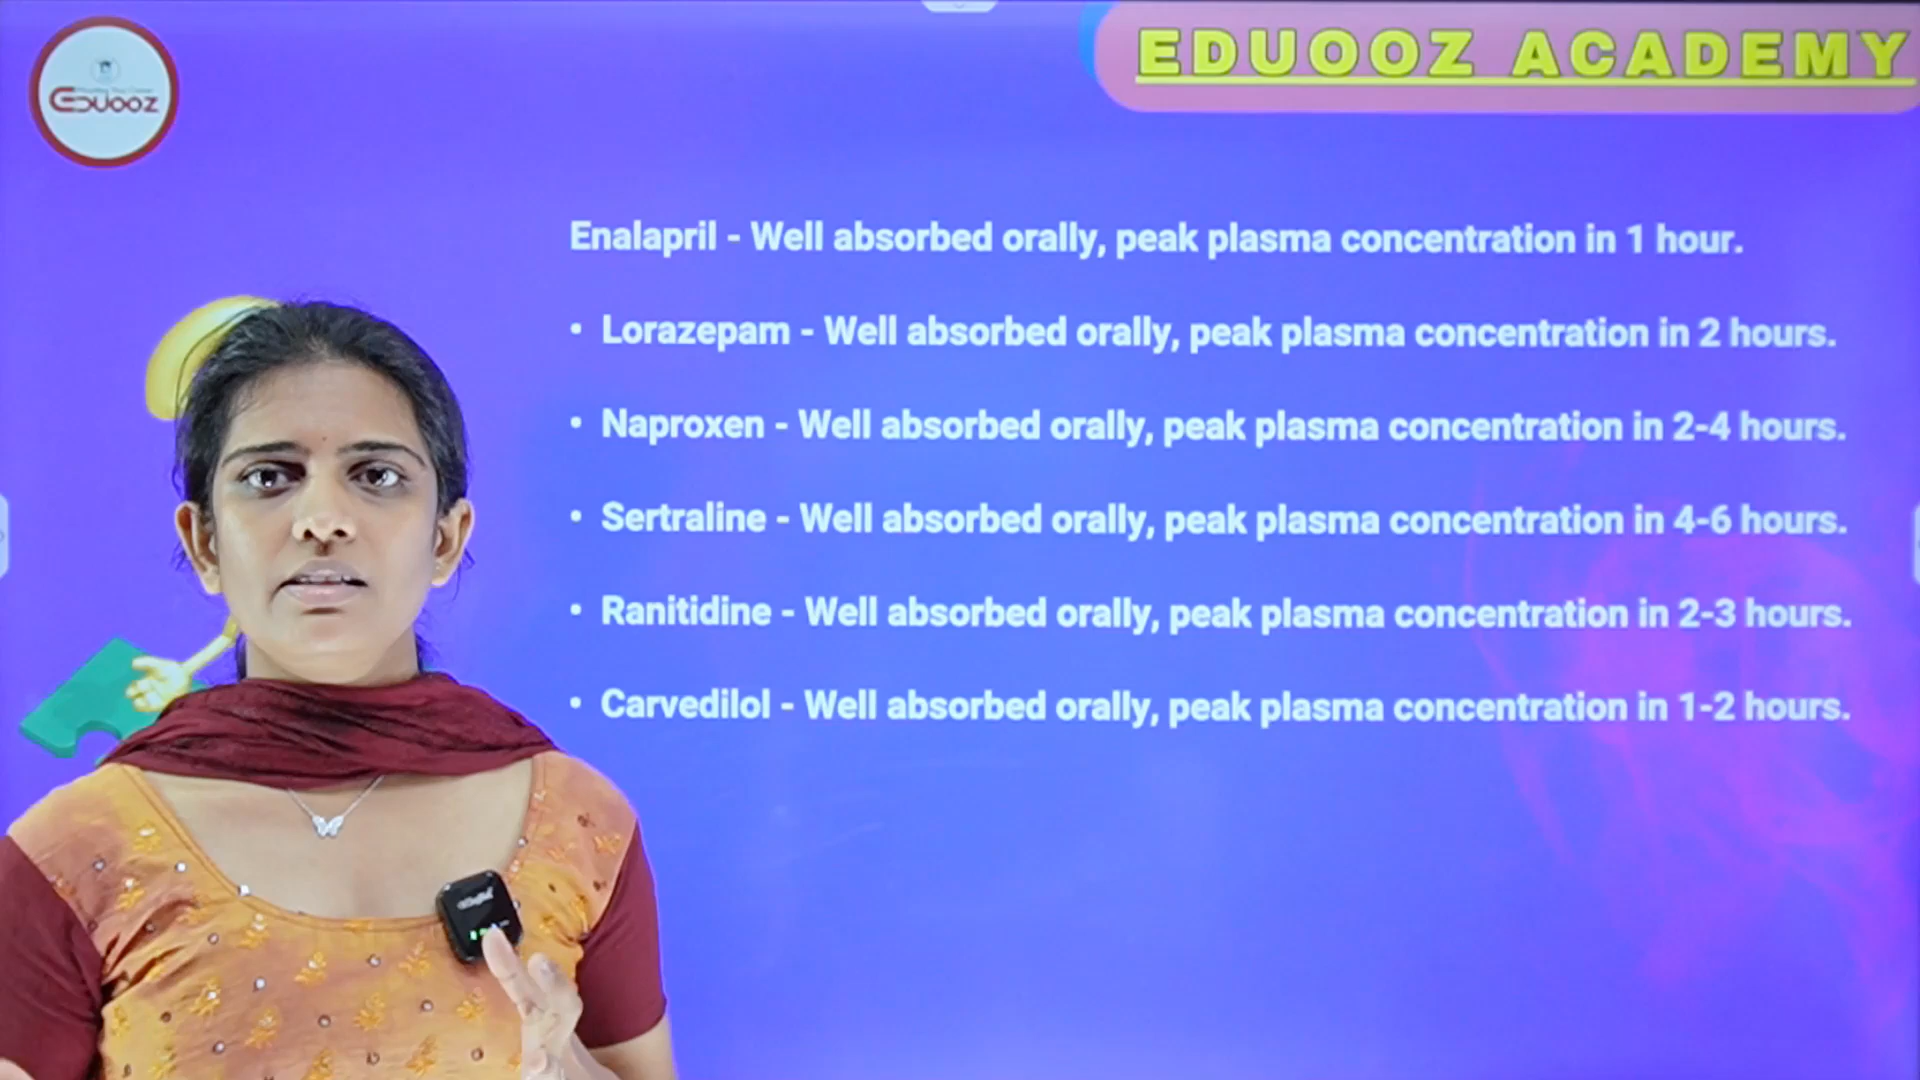 EDUOOZ
EDUOOZ ACADEMY
Enalapril - Well absorbed orally, peak plasma concentration in 1 hour.
• Lorazepam - Well absorbed orally, peak plasma concentration in 2 hours.
• Naproxen - Well absorbed orally, peak plasma concentration in 2-4 hours.
• Sertraline - Well absorbed orally, peak plasma concentration in 4-6 hours.
• Ranitidine - Well absorbed orally, peak plasma concentration in 2-3 hours.
• Carvedilol - Well absorbed orally, peak plasma concentration in 1-2 hours.